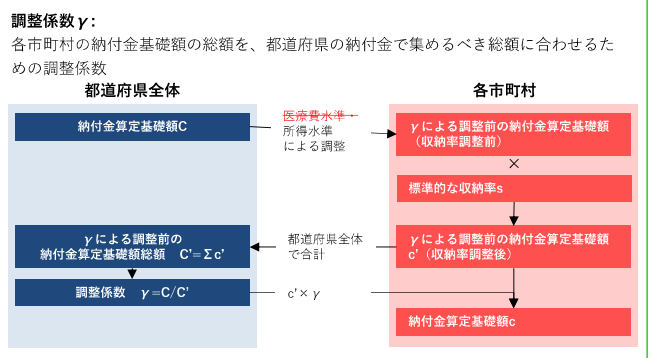 調整係数γ:
各市町村の納付金基礎額の総額を、都道府県の納付金で集めるべき総額に合わせるた
めの調整係数
都道府県全体
各市町村
納付金算定基礎額C
医療費水準・
所得水準
による調整
γによる調整前の納付金算定基礎額
（収納率調整前）
×
標準的な収納率s
γによる調整前の
納付金算定基礎額総額 C'=Σc'
都道府県全体
で合計
γによる調整前の納付金算定基礎額
c'（収納率調整後）
調整係数 γ=C/C'
c'×γ
納付金算定基礎額c